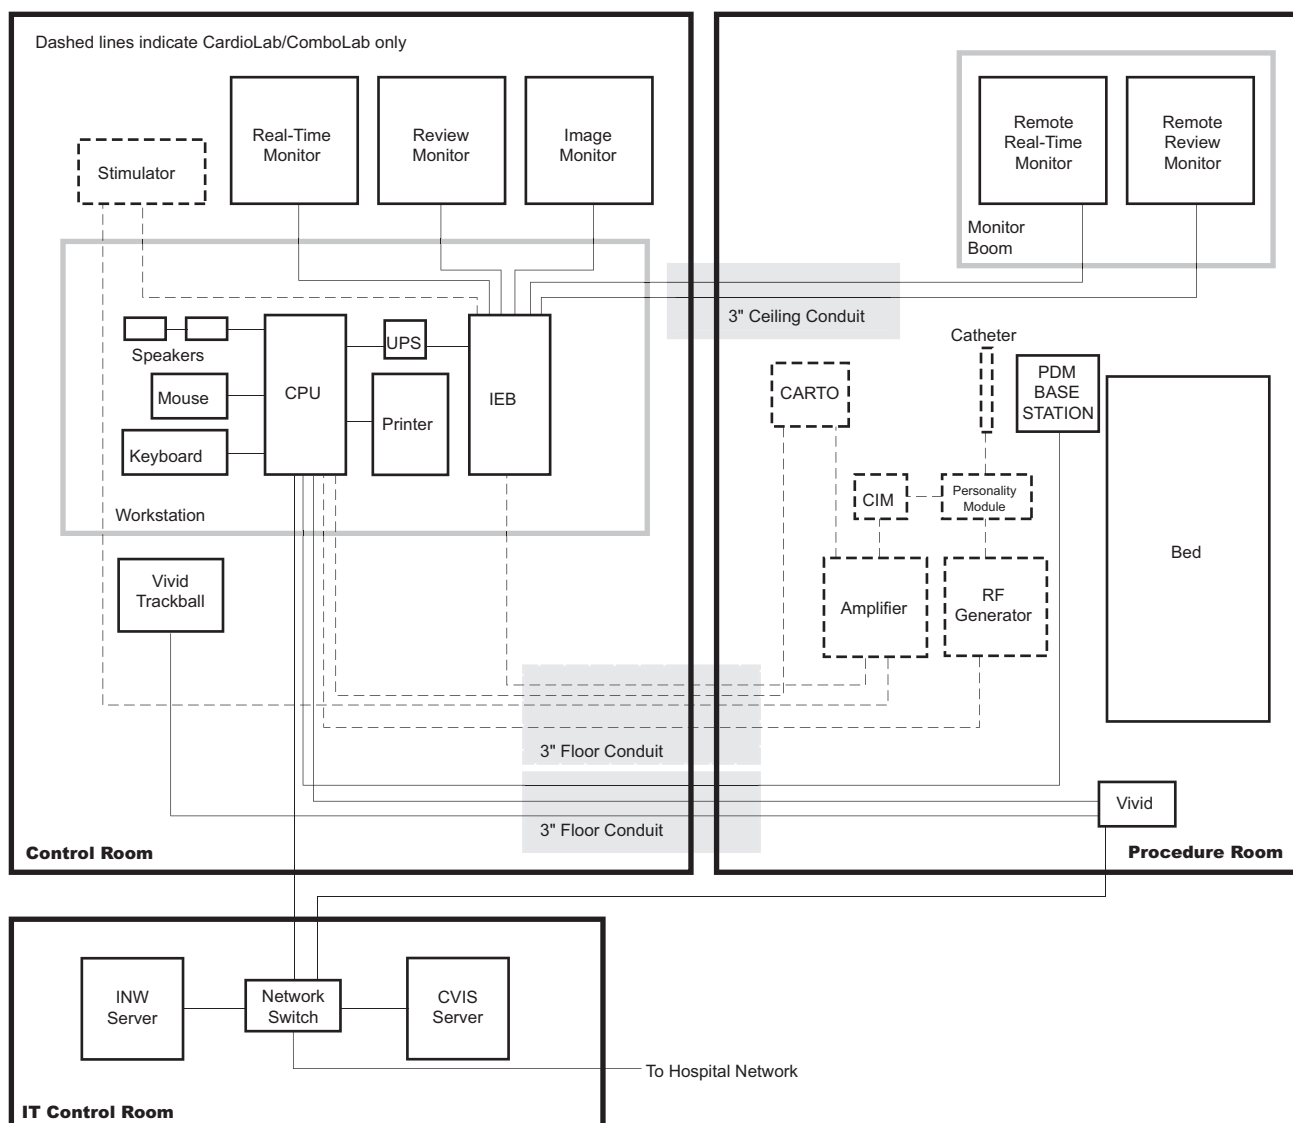 Dashed lines indicate CardioLab/ComboLab only
Stimulator
Real-Time
Monitor
Review
Monitor
Image
Monitor
Remote
Real-Time
Monitor
Remote
Review
Monitor
Monitor
Boom
3" Ceiling Conduit
Speakers
Mouse
Keyboard
CPU
UPS
Printer
IEB
Workstation
CARTO
Catheter
PDM
BASE
STATION
CIM
Personality
Module
Amplifier
RF
Generator
Bed
Vivid
Trackball
3" Floor Conduit
3" Floor Conduit
Vivid
Control Room
Procedure Room
INW
Server
Network
Switch
CVIS
Server
To Hospital Network
IT Control Room